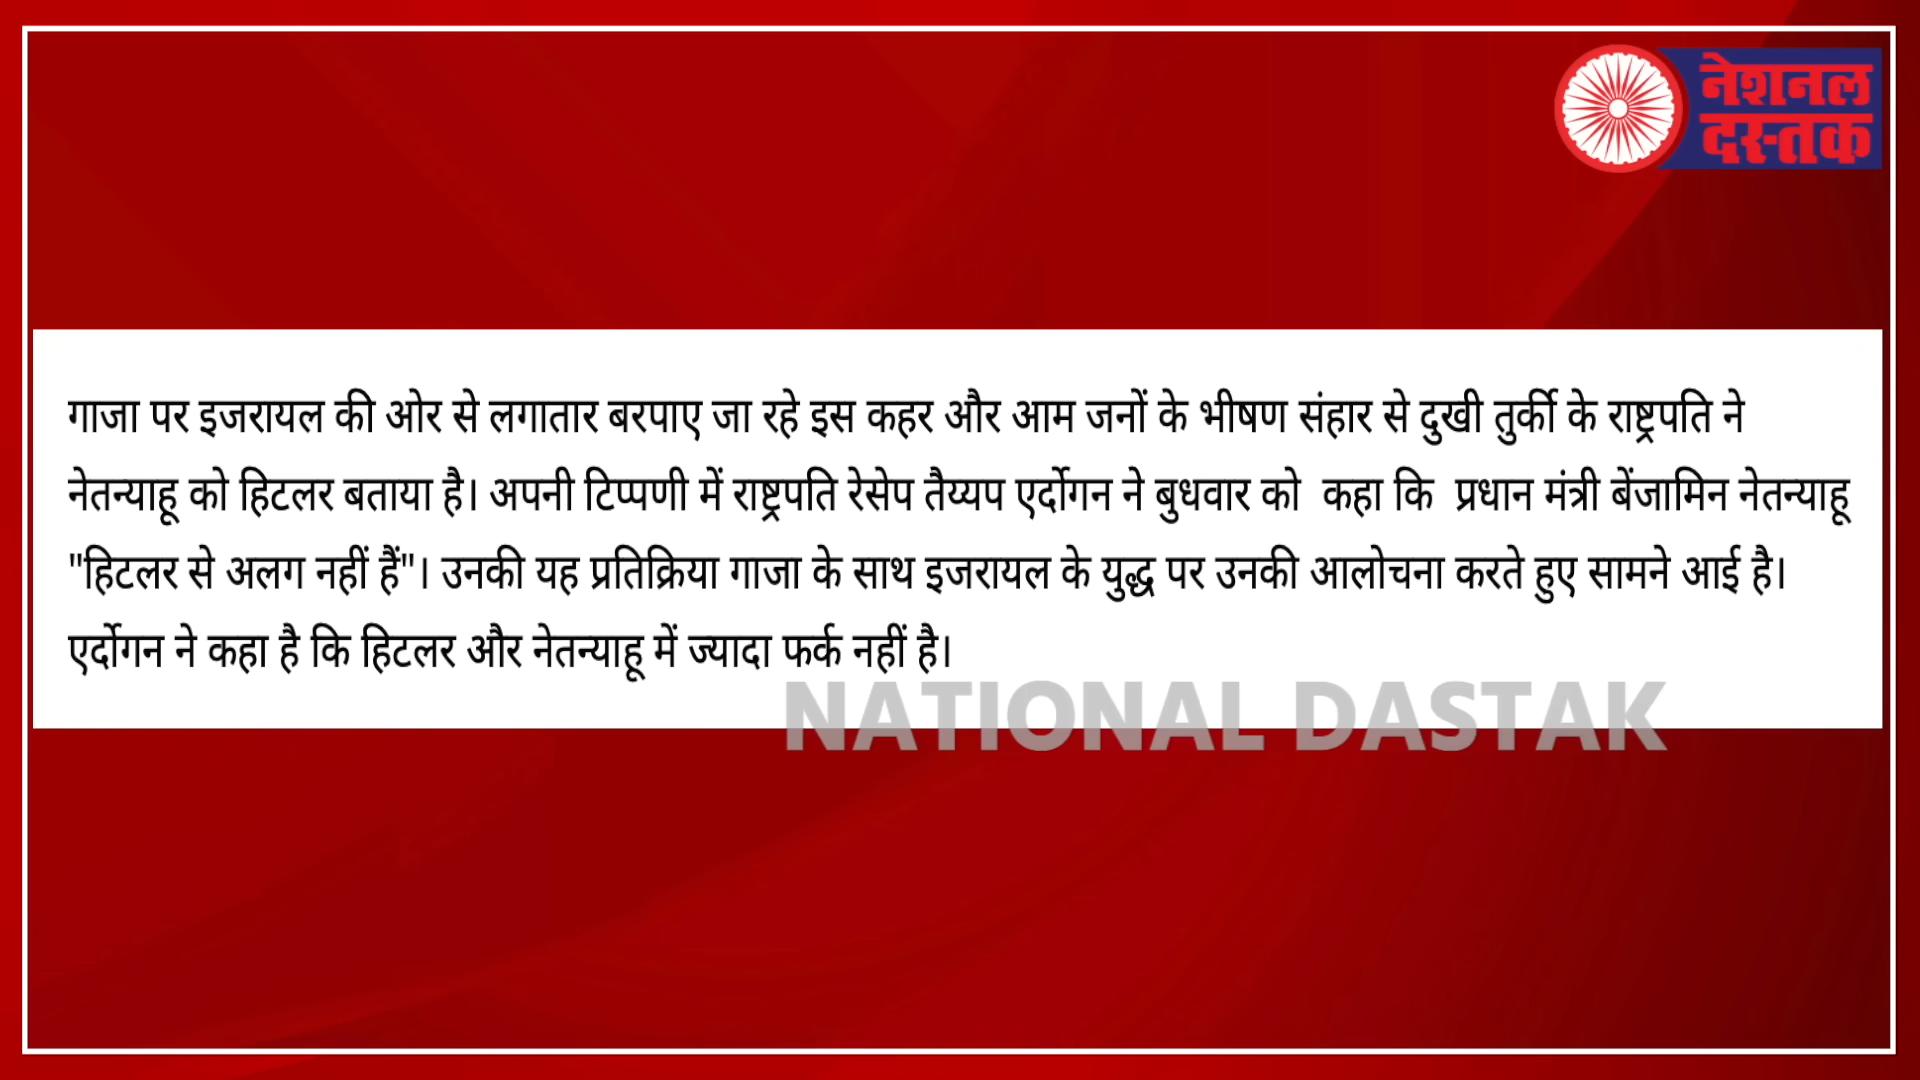 नेशनल
दस्तक
गाजा पर इजरायल की ओर से लगातार बरपाए जा रहे इस कहर और आम जनों के भीषण संहार से दुखी तुर्की के राष्ट्रपति ने
नेतन्याहू को हिटलर बताया है। अपनी टिप्पणी में राष्ट्रपति रेसेप तैय्यप एर्दोगन ने बुधवार को  कहा कि  प्रधान मंत्री बेंजामिन नेतन्याहू
"हिटलर से अलग नहीं हैं"। उनकी यह प्रतिक्रिया गाजा के साथ इजरायल के युद्ध पर उनकी आलोचना करते हुए सामने आई है।
एर्दोगन ने कहा है कि हिटलर और नेतन्याहू में ज्यादा फर्क नहीं है।
NATIONAL DASTAK